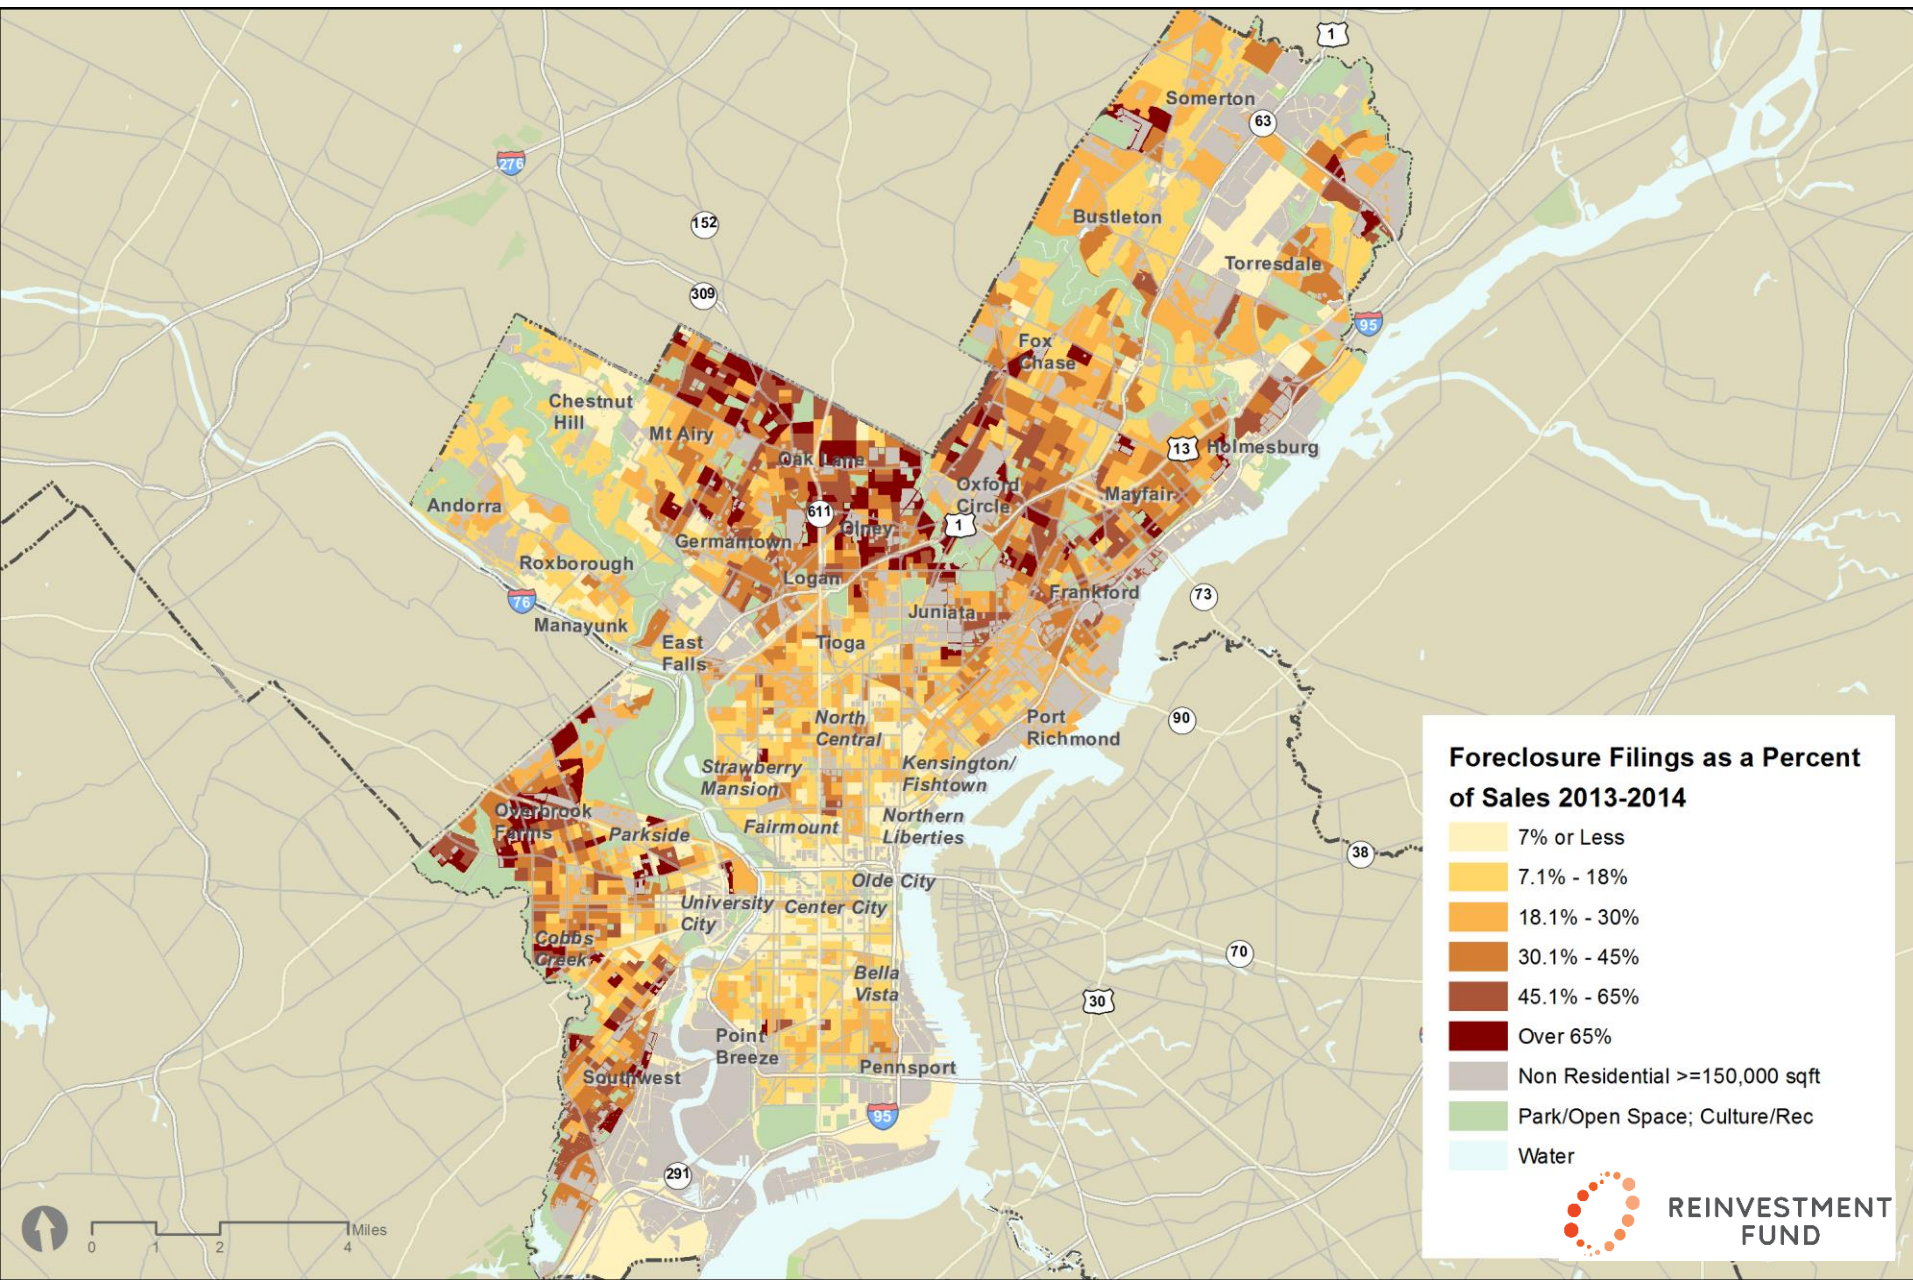 1
Somerton
63
276
152
Bustleton
Torresdale
309
95
Fox
Chase
Chestnut
Hill
Mt Airy
13
Holmesburg
Oak Lane
Oxford
Circle
Mayfair
Andorra
611
1
Olney
Germantown
Roxborough
Logan
76
Frankford
73
Juniata
Manayunk
East
Falls
Tioga
North
Central
Port
Richmond
90
Strawberry
Mansion
Kensington/
Fishtown
Overbrook
Farms
Parkside
Fairmount
Northern
Liberties
38
Olde City
University
City
Center City
Cobbs
Creek
70
Bella
Vista
30
Point
Breeze
Southwest
Pennsport
95
291
Foreclosure Filings as a Percent
of Sales 2013-2014
7% or Less
7.1% - 18%
18.1% - 30%
30.1% - 45%
45.1% - 65%
Over 65%
Non Residential >=150,000 sqft
Park/Open Space; Culture/Rec
Water
REINVESTMENT
FUND
Miles
0 1 2 4